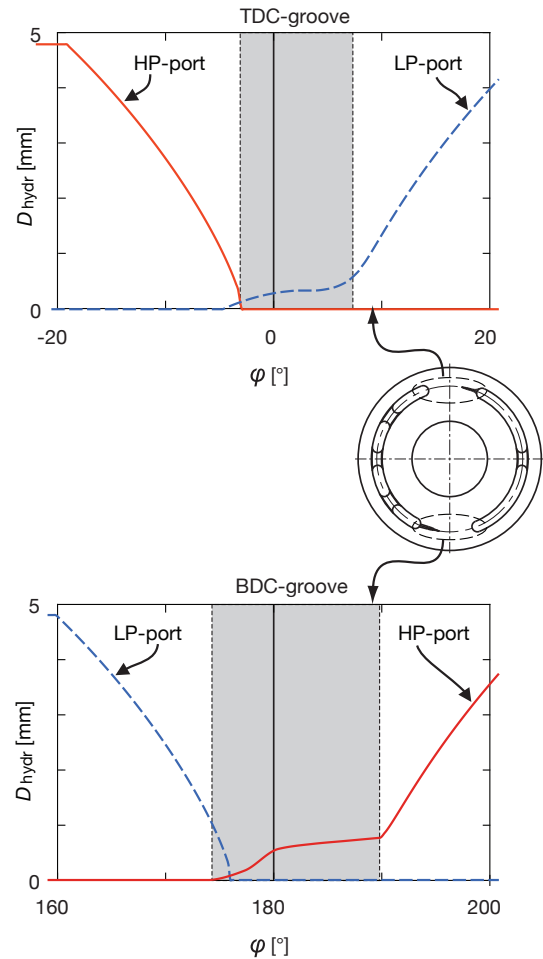 TDC-groove
5
HP-port
LP-port
D hydr [mm]
0
-20
0
20
φ [°]
BDC-groove
5
LP-port
HP-port
D hydr [mm]
0
160
180
200
φ [°]